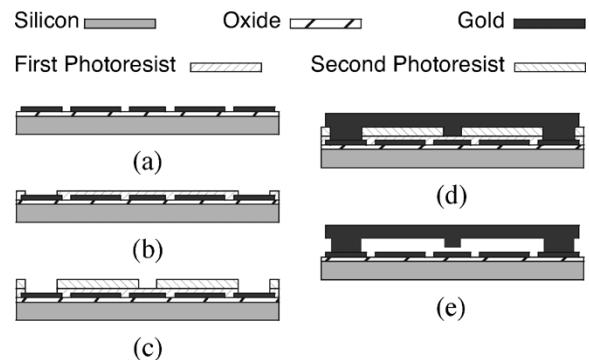 Silicon Oxide Gold
First Photoresist Second Photoresist
(a)
(b)
(c)
(d)
(e)